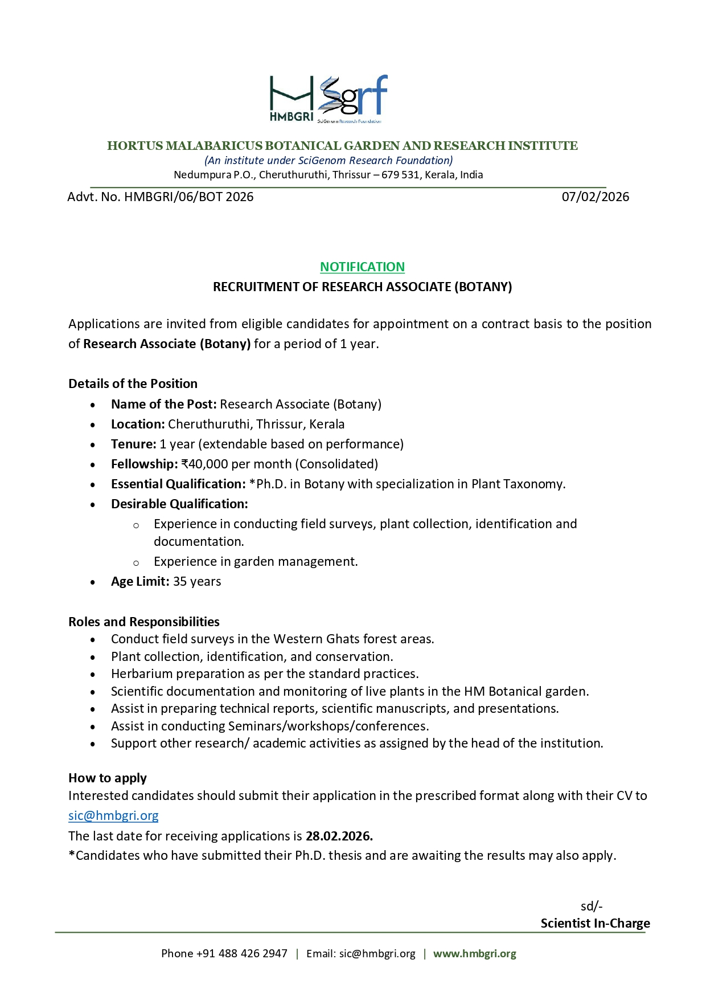 HMBGRI
Sgrf
SciGenom Research Foundation
HORTUS MALABARICUS BOTANICAL GARDEN AND RESEARCH INSTITUTE
(An institute under SciGenom Research Foundation)
Nedumpura P.O., Cheruthuruthi, Thrissur – 679 531, Kerala, India
Advt. No. HMBGRI/06/BOT 2026 07/02/2026
NOTIFICATION
RECRUITMENT OF RESEARCH ASSOCIATE (BOTANY)
Applications are invited from eligible candidates for appointment on a contract basis to the position
of Research Associate (Botany) for a period of 1 year.
Details of the Position
• Name of the Post: Research Associate (Botany)
• Location: Cheruthuruthi, Thrissur, Kerala
• Tenure: 1 year (extendable based on performance)
• Fellowship: ₹40,000 per month (Consolidated)
• Essential Qualification: *Ph.D. in Botany with specialization in Plant Taxonomy.
• Desirable Qualification:
o Experience in conducting field surveys, plant collection, identification and
documentation.
o Experience in garden management.
• Age Limit: 35 years
Roles and Responsibilities
• Conduct field surveys in the Western Ghats forest areas.
• Plant collection, identification, and conservation.
• Herbarium preparation as per the standard practices.
• Scientific documentation and monitoring of live plants in the HM Botanical garden.
• Assist in preparing technical reports, scientific manuscripts, and presentations.
• Assist in conducting Seminars/workshops/conferences.
• Support other research/ academic activities as assigned by the head of the institution.
How to apply
Interested candidates should submit their application in the prescribed format along with their CV to
sic@hmbgri.org
The last date for receiving applications is 28.02.2026.
*Candidates who have submitted their Ph.D. thesis and are awaiting the results may also apply.
sd/-
Scientist In-Charge
Phone +91 488 426 2947 | Email: sic@hmbgri.org | www.hmbgri.org